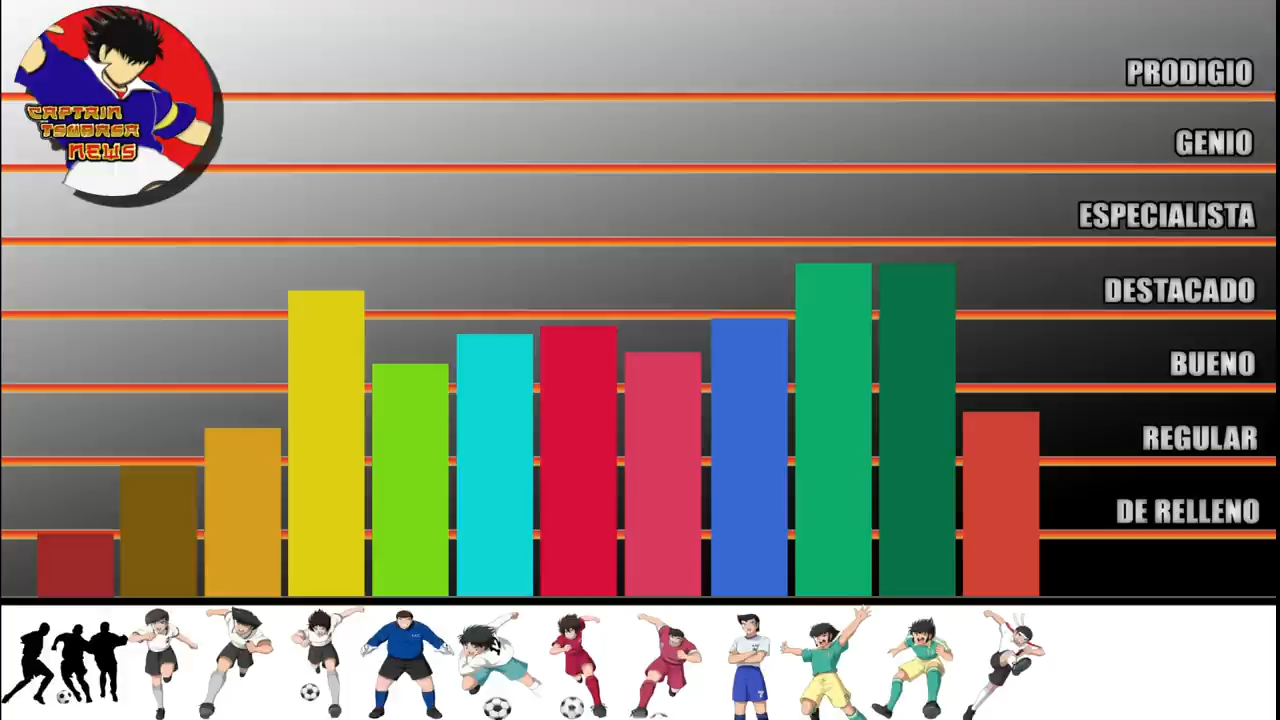 CAPTAIN
TSUBASA
NEWS
PRODIGIO
GENIO
ESPECIALISTA
DESTACADO
BUENO
REGULAR
DE RELLENO